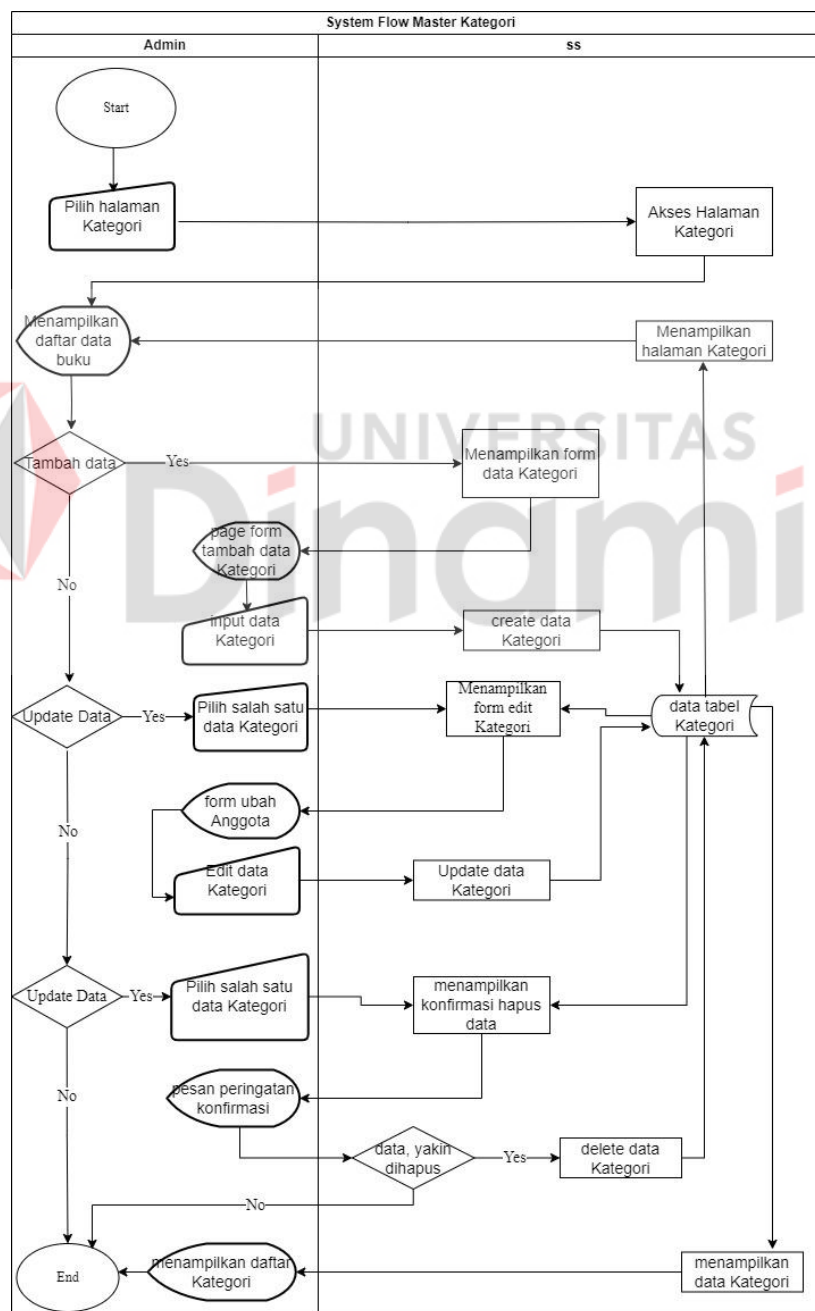 System Flow Master Kategori
Admin
ss
Start
Pilih halaman
Kategori
Akses Halaman
Kategori
Menampilkan
daftar data
buku
Menampilkan
halaman Kategori
UNIVERSITAS
Dinami
Tambah data
Yes
Menampilkan form
data Kategori
page form
tambah data
Kategori
No
input data
Kategori
create data
Kategori
Update Data
Yes
Pilih salah satu
data Kategori
Menampilkan
form edit
Kategori
data tabel
Kategori
form ubah
Anggota
No
Edit data
Kategori
Update data
Kategori
Update Data
Yes
Pilih salah satu
data Kategori
menampilkan
konfirmasi hapus
data
No
pesan peringatan
konfirmasi
data, yakin
dihapus
Yes
delete data
Kategori
No
End
menampilkan daftar
Kategori
menampilkan
data Kategori